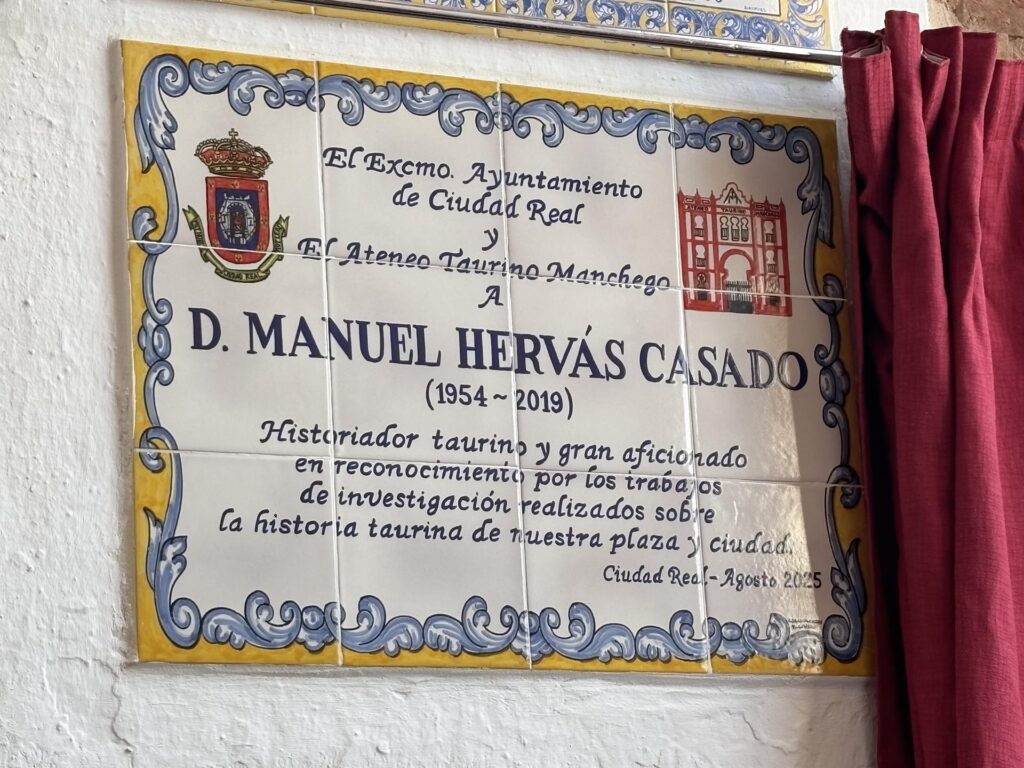 El Excmo. Ayuntamiento
de Ciudad Real
y
El Ateneo Taurino Manchego
A
D. MANUEL HERVÁS CASADO
(1954 ~ 2019)
Historiador taurino y gran aficionado
en reconocimiento por los trabajos
de investigación realizados sobre
la historia taurina de nuestra plaza y ciudad.
Ciudad Real - Agosto 2025